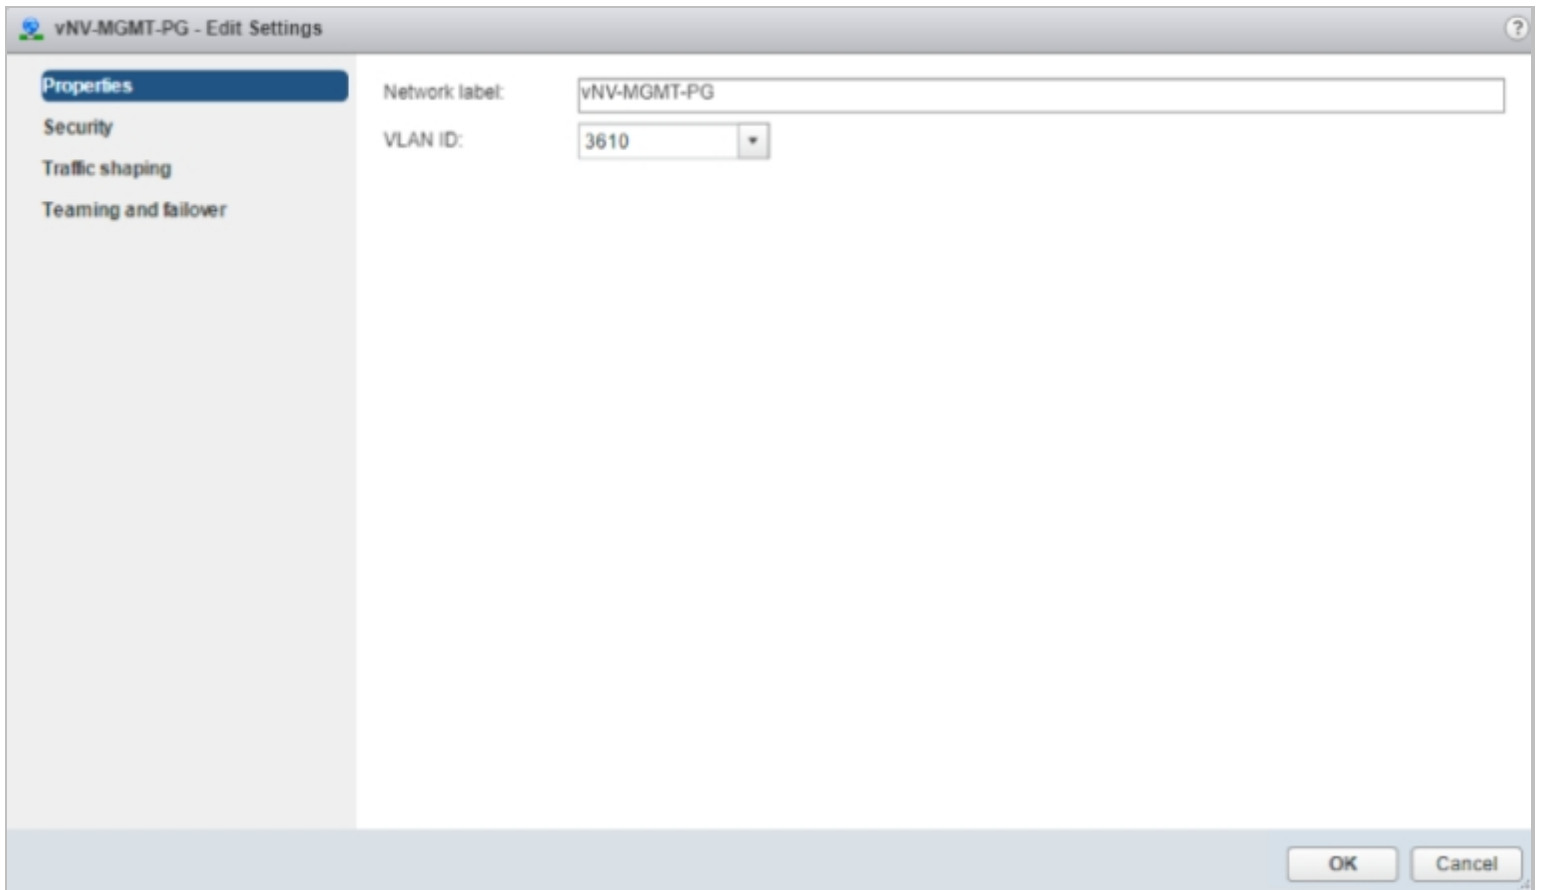 vNV-MGMT-PG - Edit Settings
?
Properties
Security
Traffic shaping
Teaming and failover
Network label: vNV-MGMT-PG
VLAN ID: 3610
OK Cancel